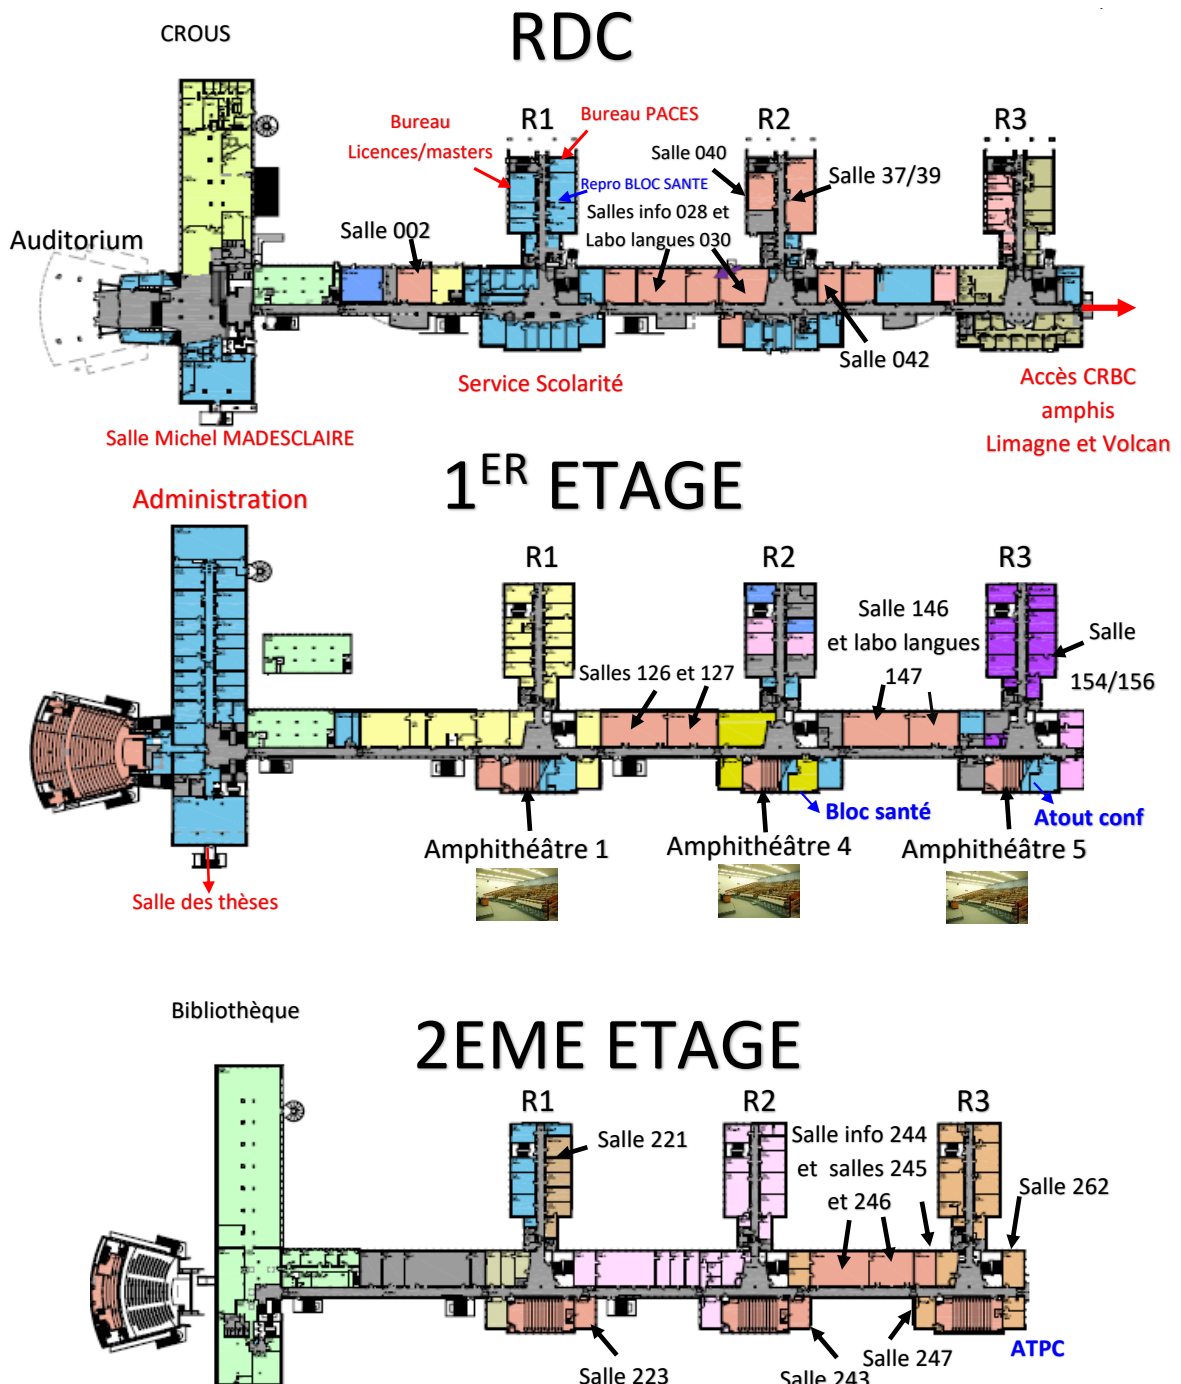 CROUS
RDC
R1
R2
R3
Bureau
Licences/masters
Bureau PACES
Repro BLOC SANTE
Salle 040
Salle 37/39
Salles info 028 et
Labo langues 030
Auditorium
Salle 002
Salle 042
Service Scolarité
Salle Michel MADESCLAIRE
Accès CRBC
amphis
Limagne et Volcan
1ER ETAGE
Administration
R1
R2
R3
Salle 146
et labo langues
147
Salle
154/156
Salles 126 et 127
Bloc santé
Atout conf
Amphithéâtre 1
Amphithéâtre 4
Amphithéâtre 5
Salle des thèses
Bibliothèque
2EME ETAGE
R1
R2
R3
Salle 221
Salle info 244
et salles 245
et 246
Salle 262
Salle 223
Salle 243
Salle 247
ATPC